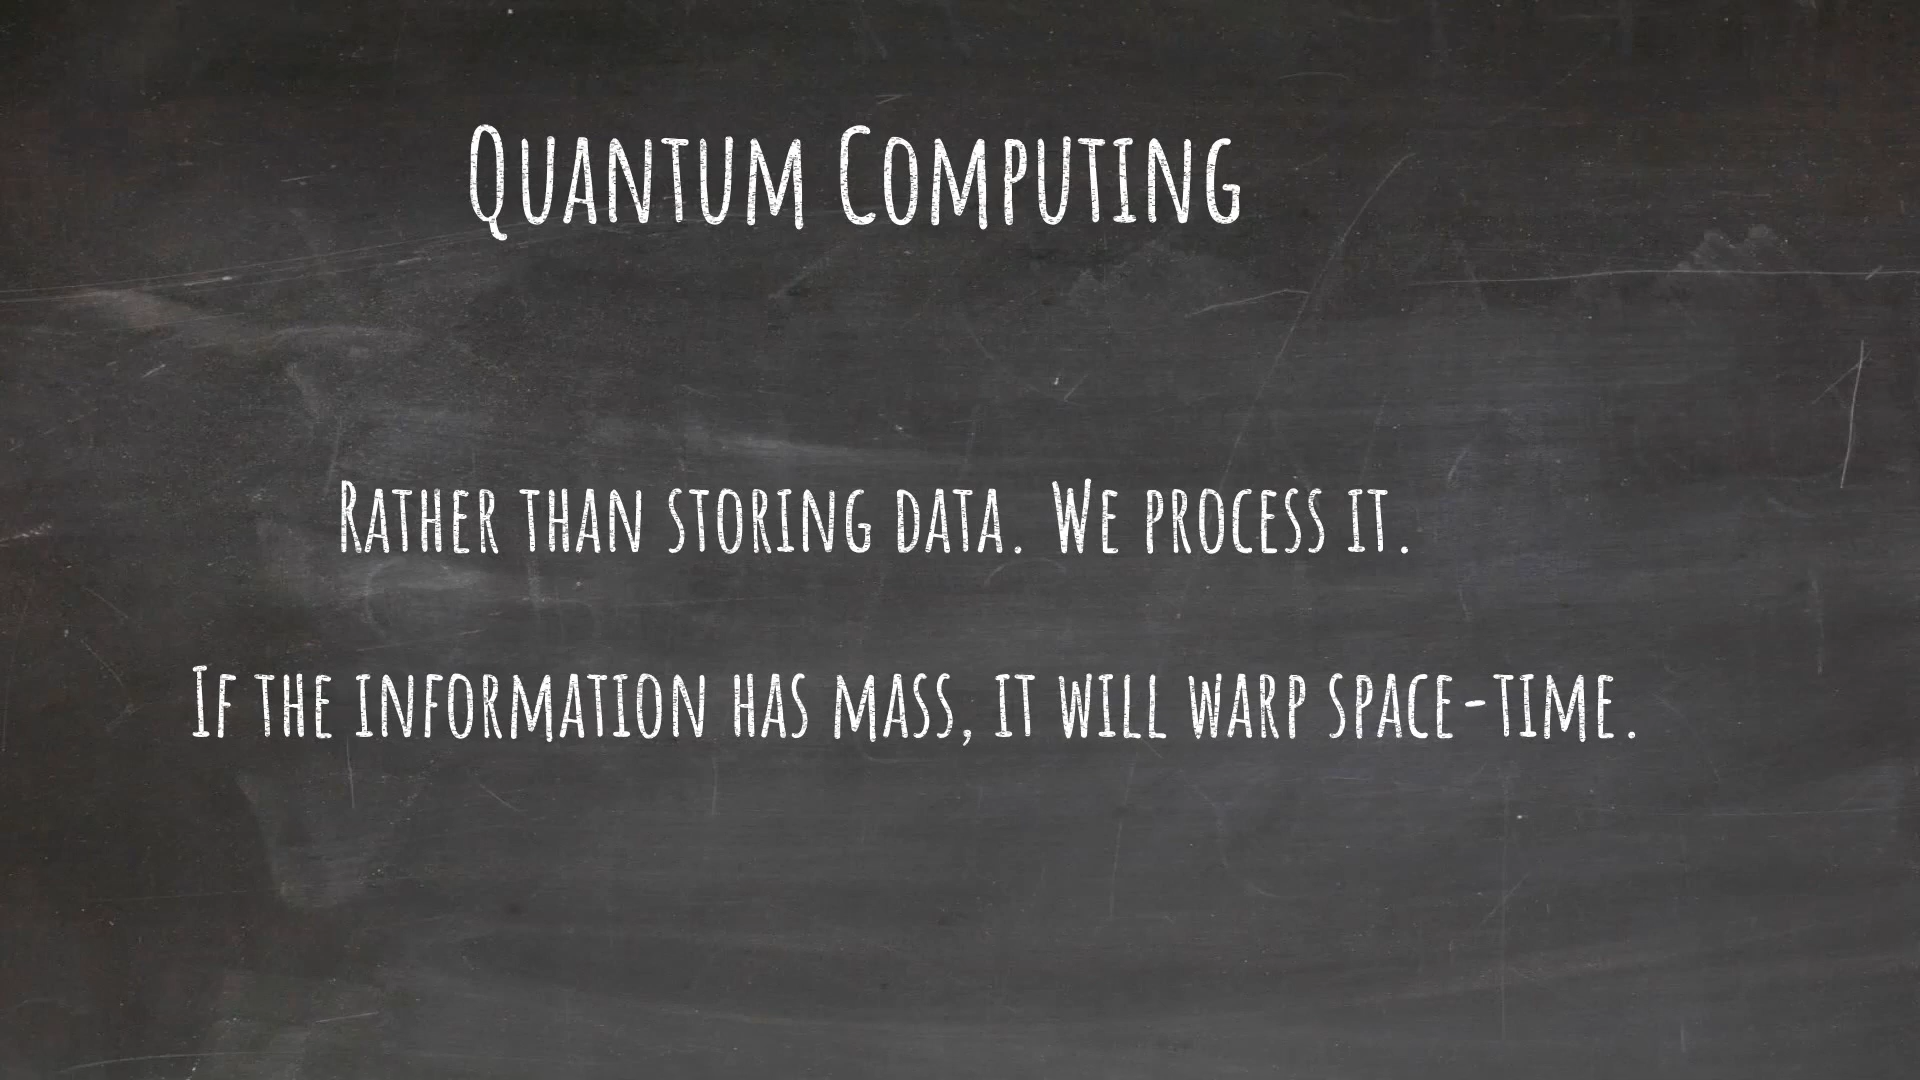 Quantum Computing
Rather than storing data. We process it.
If the information has mass, it will warp space-time.